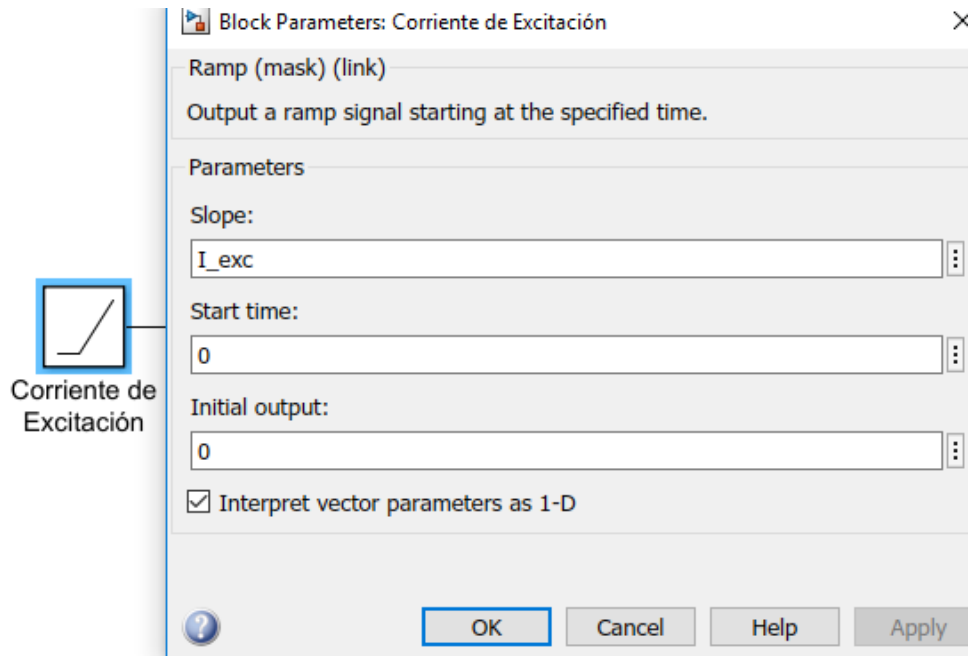 Block Parameters: Corriente de Excitación
Ramp (mask) (link)
Output a ramp signal starting at the specified time.
Parameters
Slope:
I_exc
Start time:
0
Initial output:
0
Interpret vector parameters as 1-D
OK Cancel Help Apply
Corriente de
Excitación